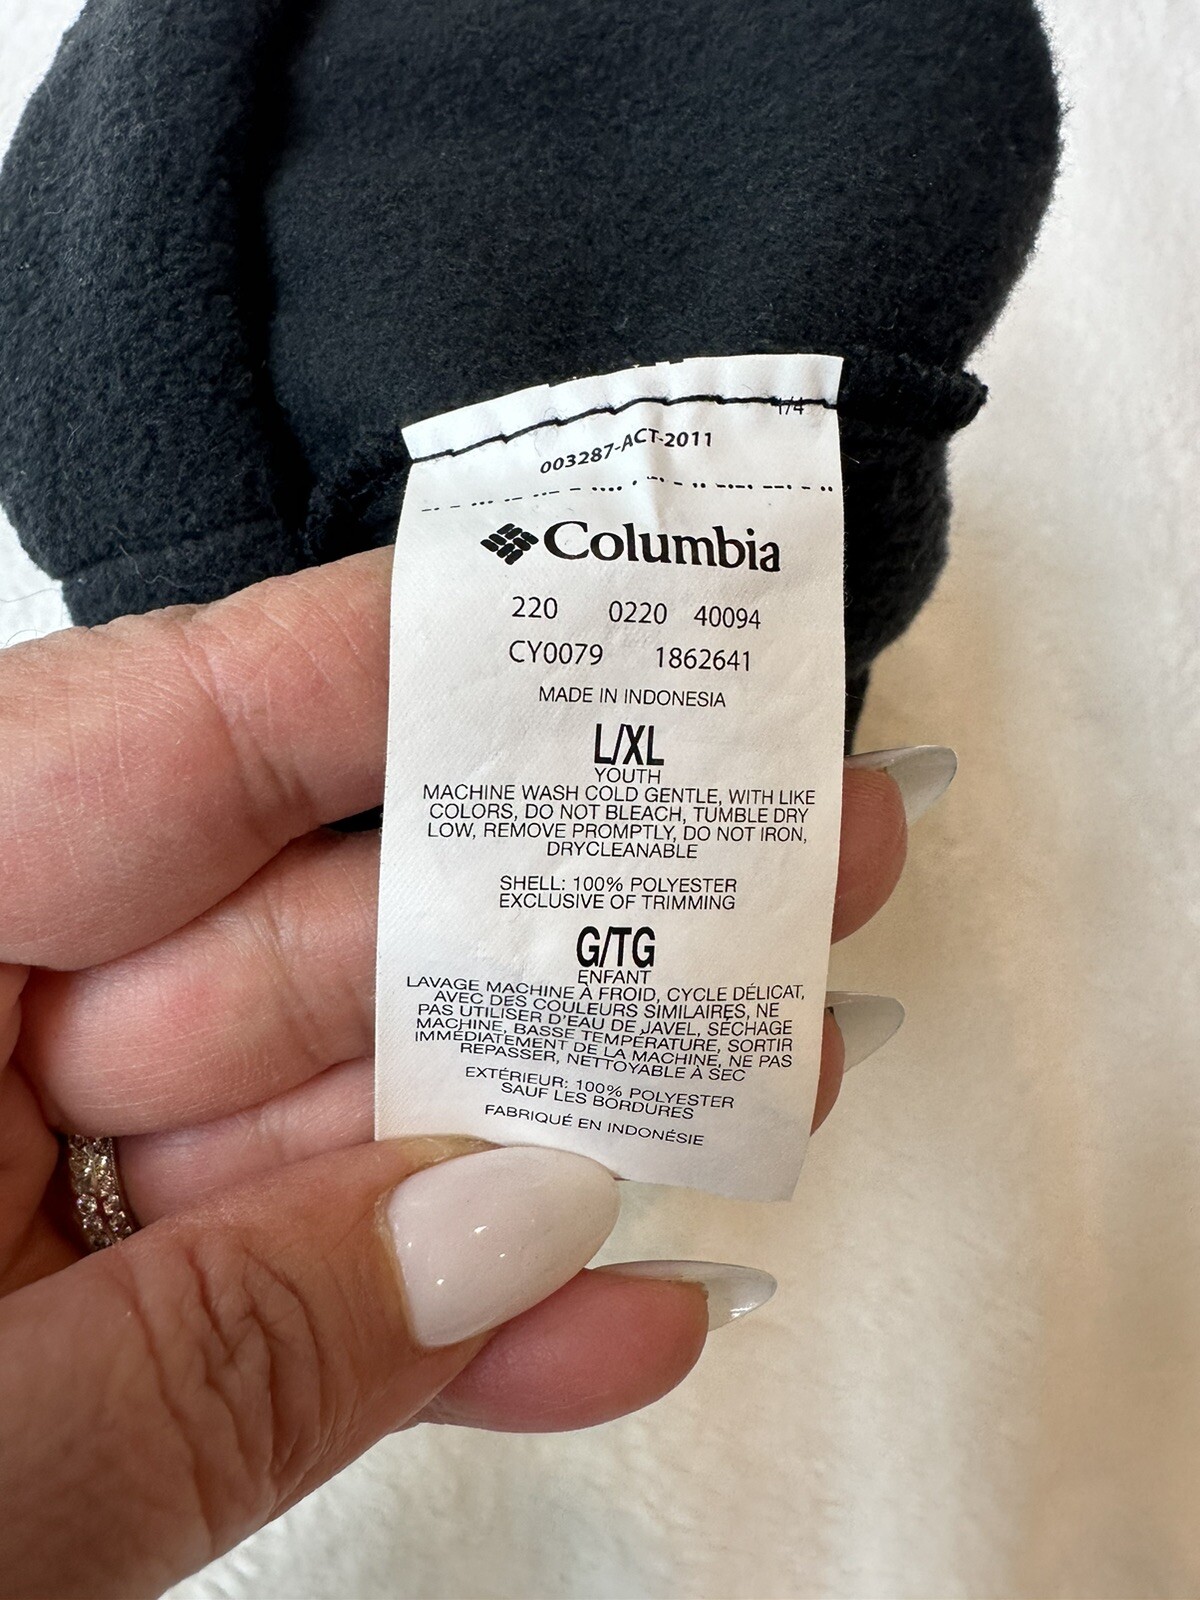 1/4
003287-ACT-2011
Columbia
220 0220 40094
CY0079 1862641
MADE IN INDONESIA
L/XL
YOUTH
MACHINE WASH COLD GENTLE, WITH LIKE
COLORS, DO NOT BLEACH, TUMBLE DRY
LOW, REMOVE PROMPTLY, DO NOT IRON,
DRYCLEANABLE
SHELL: 100% POLYESTER
EXCLUSIVE OF TRIMMING
G/TG
ENFANT
LAVAGE MACHINE À FROID, CYCLE DÉLICAT,
AVEC DES COULEURS SIMILAIRES, NE
PAS UTILISER D'EAU DE JAVEL, SÉCHAGE
MACHINE, BASSE TEMPÉRATURE, SORTIR
IMMÉDIATEMENT DE LA MACHINE, NE PAS
REPASSER, NETTOYABLE À SEC
EXTÉRIEUR: 100% POLYESTER
SAUF LES BORDURES
FABRIQUÉ EN INDONÉSIE